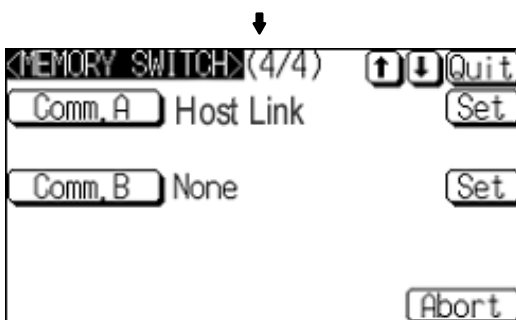 <MEMORY SWITCH>(4/4) ↑ ↓ Quit
Comm.A Host Link Set
Comm.B None Set
Abort